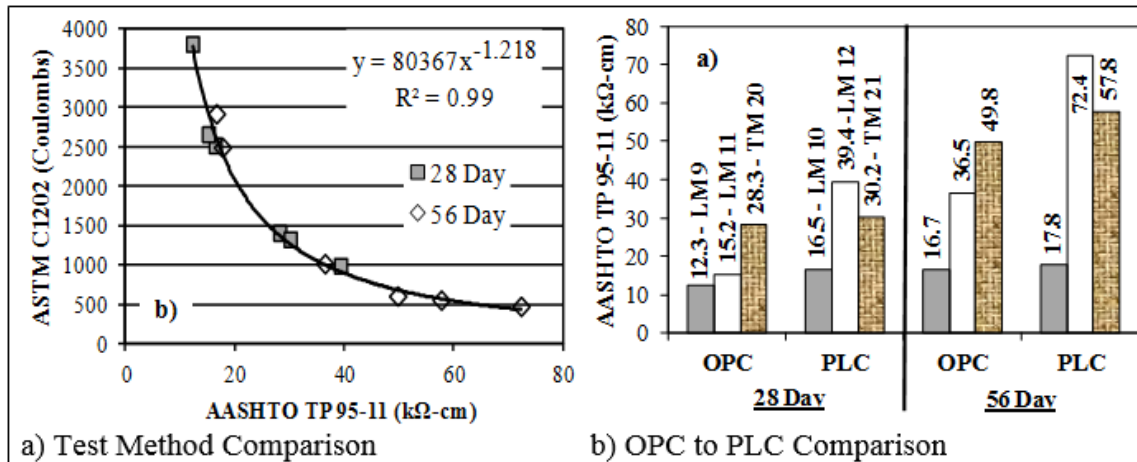 4000
3500
3000
2500
2000
1500
1000
500
0
ASTM C1202 (Coulombs)
y = 80367x^-1.218
R² = 0.99
28 Day
56 Day
b)
0 20 40 60 80
AASHTO TP 95-11 (kΩ-cm)
a) Test Method Comparison
80
70
60
50
40
30
20
10
0
AASHTO TP 95-11 (kΩ-cm)
a)
12.3 - LM 9
15.2 - LM 11
28.3 - TM 20
16.5 - LM 10
39.4 - LM 12
30.2 - TM 21
16.7
36.5
49.8
17.8
72.4
57.8
OPC PLC OPC PLC
28 Day 56 Day
b) OPC to PLC Comparison